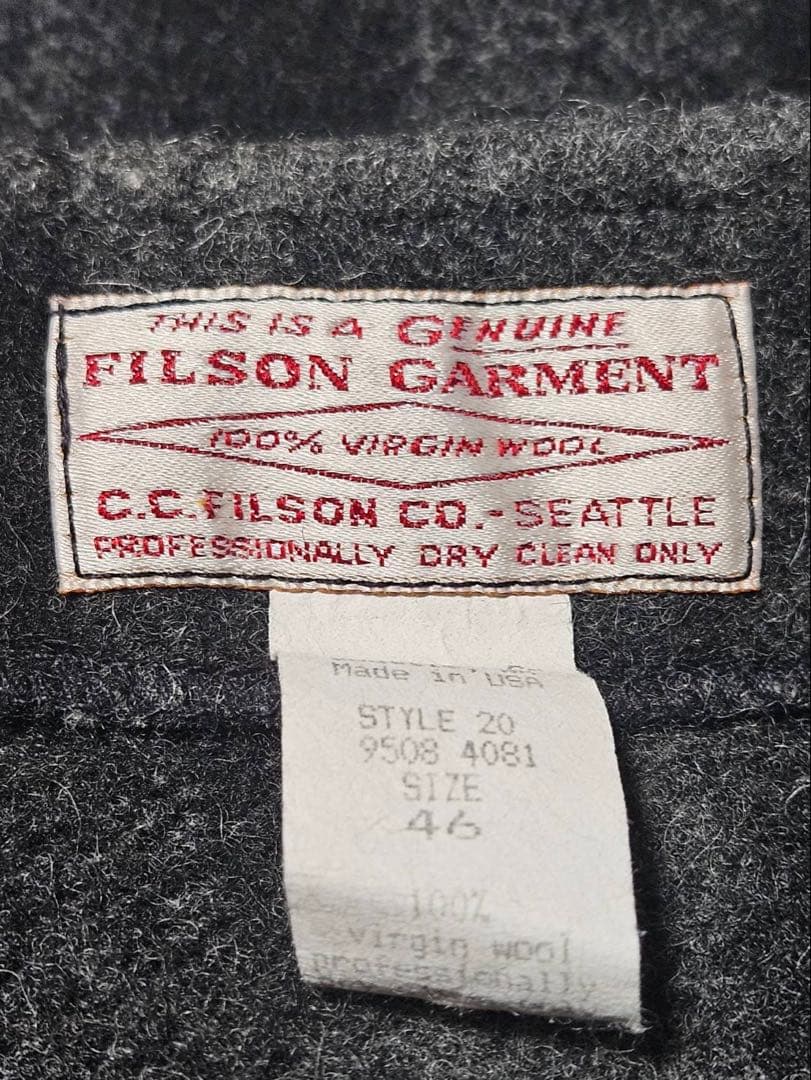 THIS IS A GENUINE
FILSON GARMENT
100% VIRGIN WOOL
C.C.FILSON CO.-SEATTLE
PROFESSIONALLY DRY CLEAN ONLY
Made in USA
STYLE 20
9508 4081
SIZE
46
100%
virgin wool
professionally